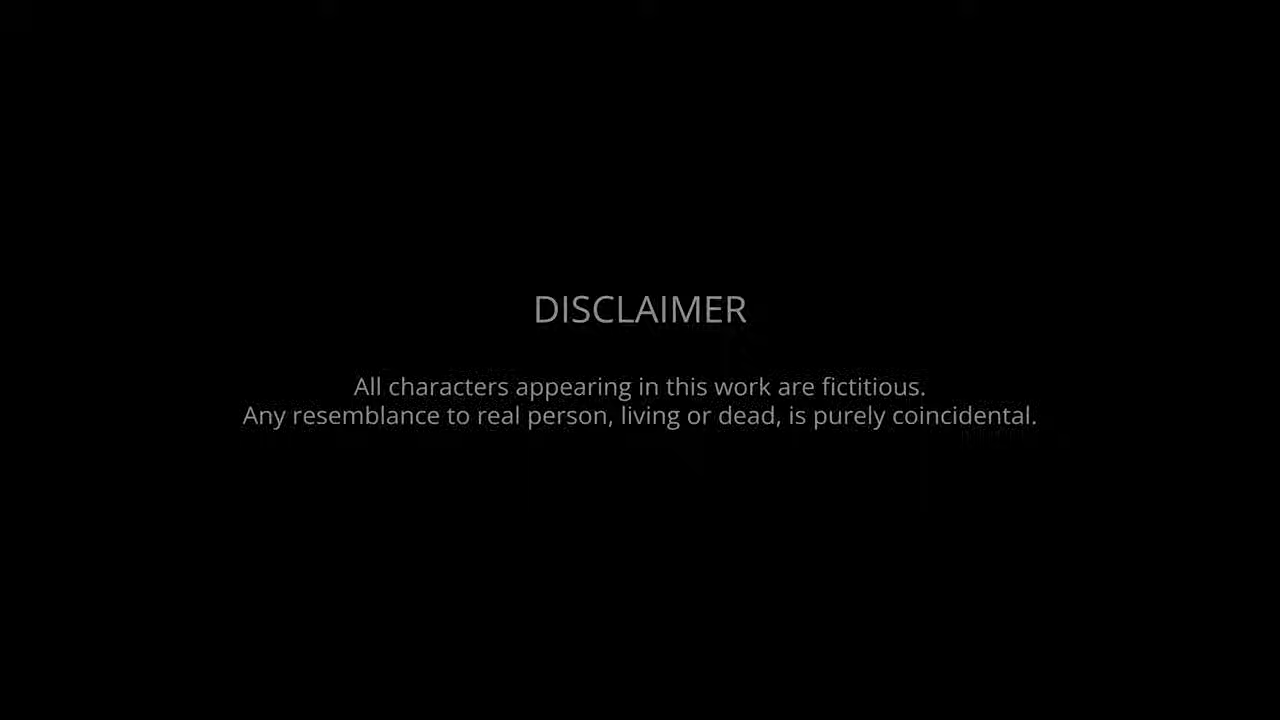 DISCLAIMER
All characters appearing in this work are fictitious.
Any resemblance to real person, living or dead, is purely coincidental.